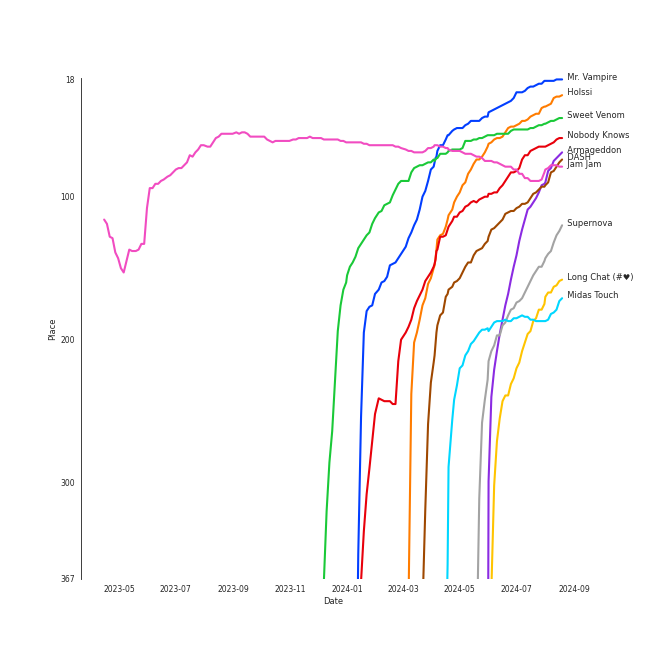 18
100
200
300
367
Place
2023-05
2023-07
2023-09
2023-11
2024-01
2024-03
2024-05
2024-07
2024-09
Date
Mr. Vampire
Holssi
Sweet Venom
Nobody Knows
Armageddon
DASH
Jam Jam
Supernova
Long Chat (#♥)
Midas Touch